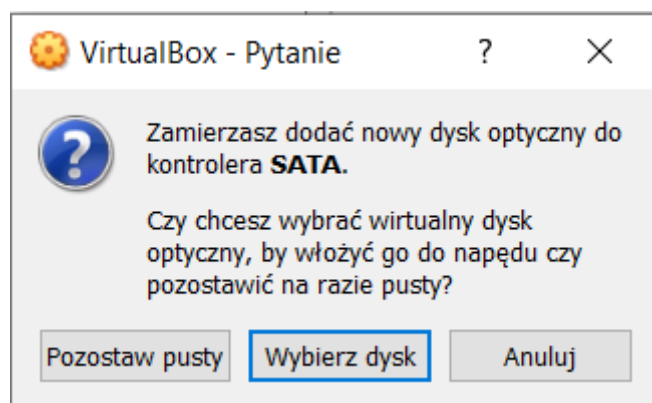 VirtualBox - Pytanie ? ×
Zamierzasz dodać nowy dysk optyczny do
kontrolera SATA.
Czy chcesz wybrać wirtualny dysk
optyczny, by włożyć go do napędu czy
pozostawić na razie pusty?
Pozostaw pusty Wybierz dysk Anuluj